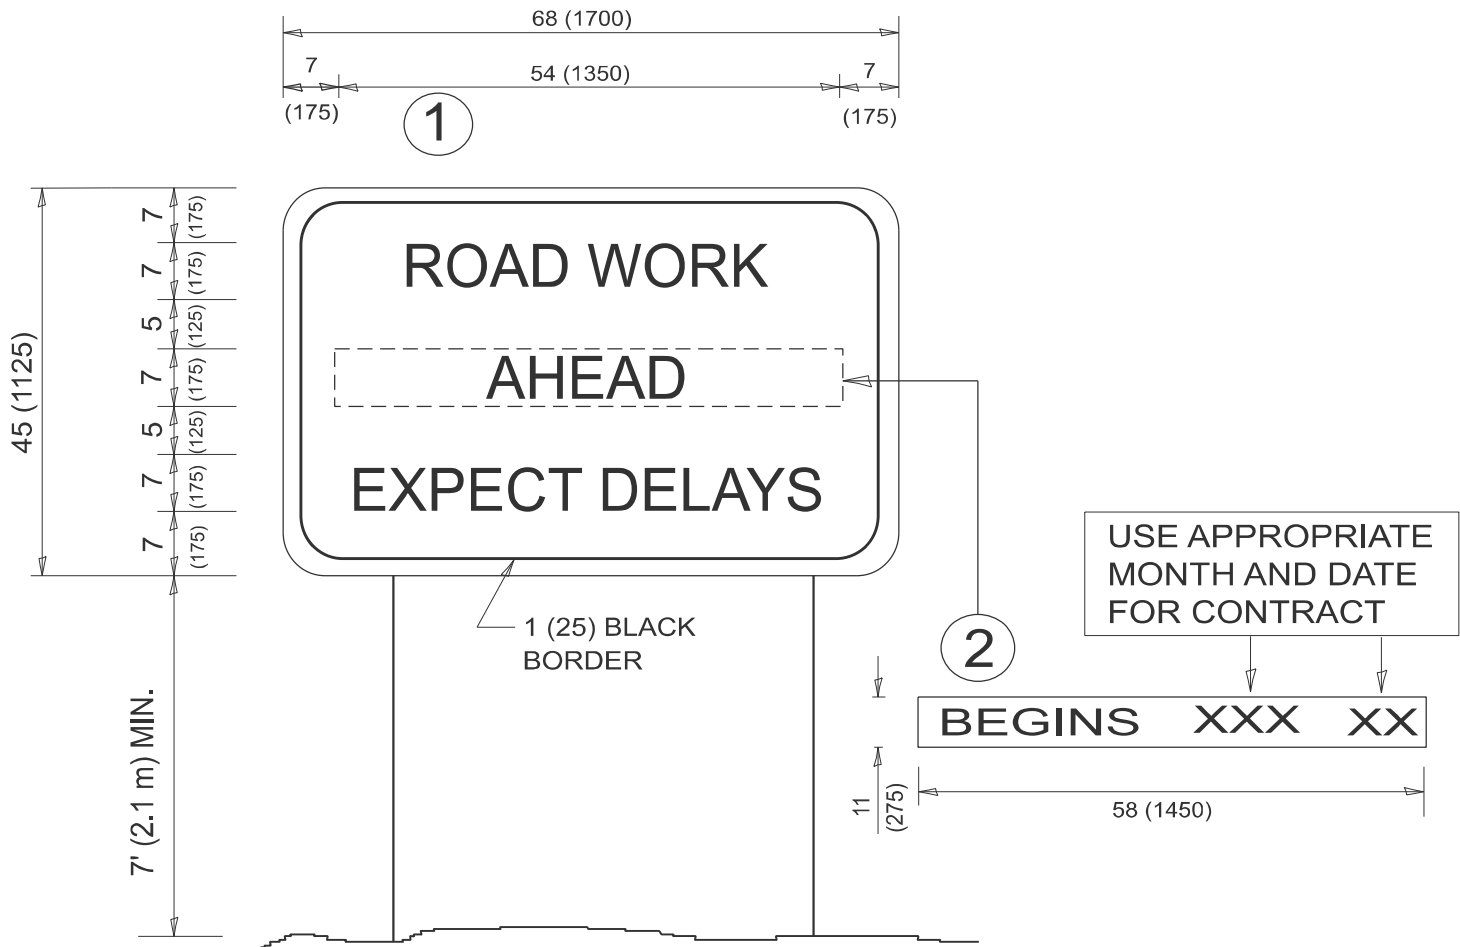 68 (1700)
7
54 (1350)
7
(175)
(175)
1
7
(175)
7
(175)
5
(125)
7
(175)
5
(125)
7
(175)
7
(175)
45 (1125)
ROAD WORK
AHEAD
EXPECT DELAYS
1 (25) BLACK
BORDER
7' (2.1 m) MIN.
2
USE APPROPRIATE
MONTH AND DATE
FOR CONTRACT
BEGINS XXX XX
11
(275)
58 (1450)